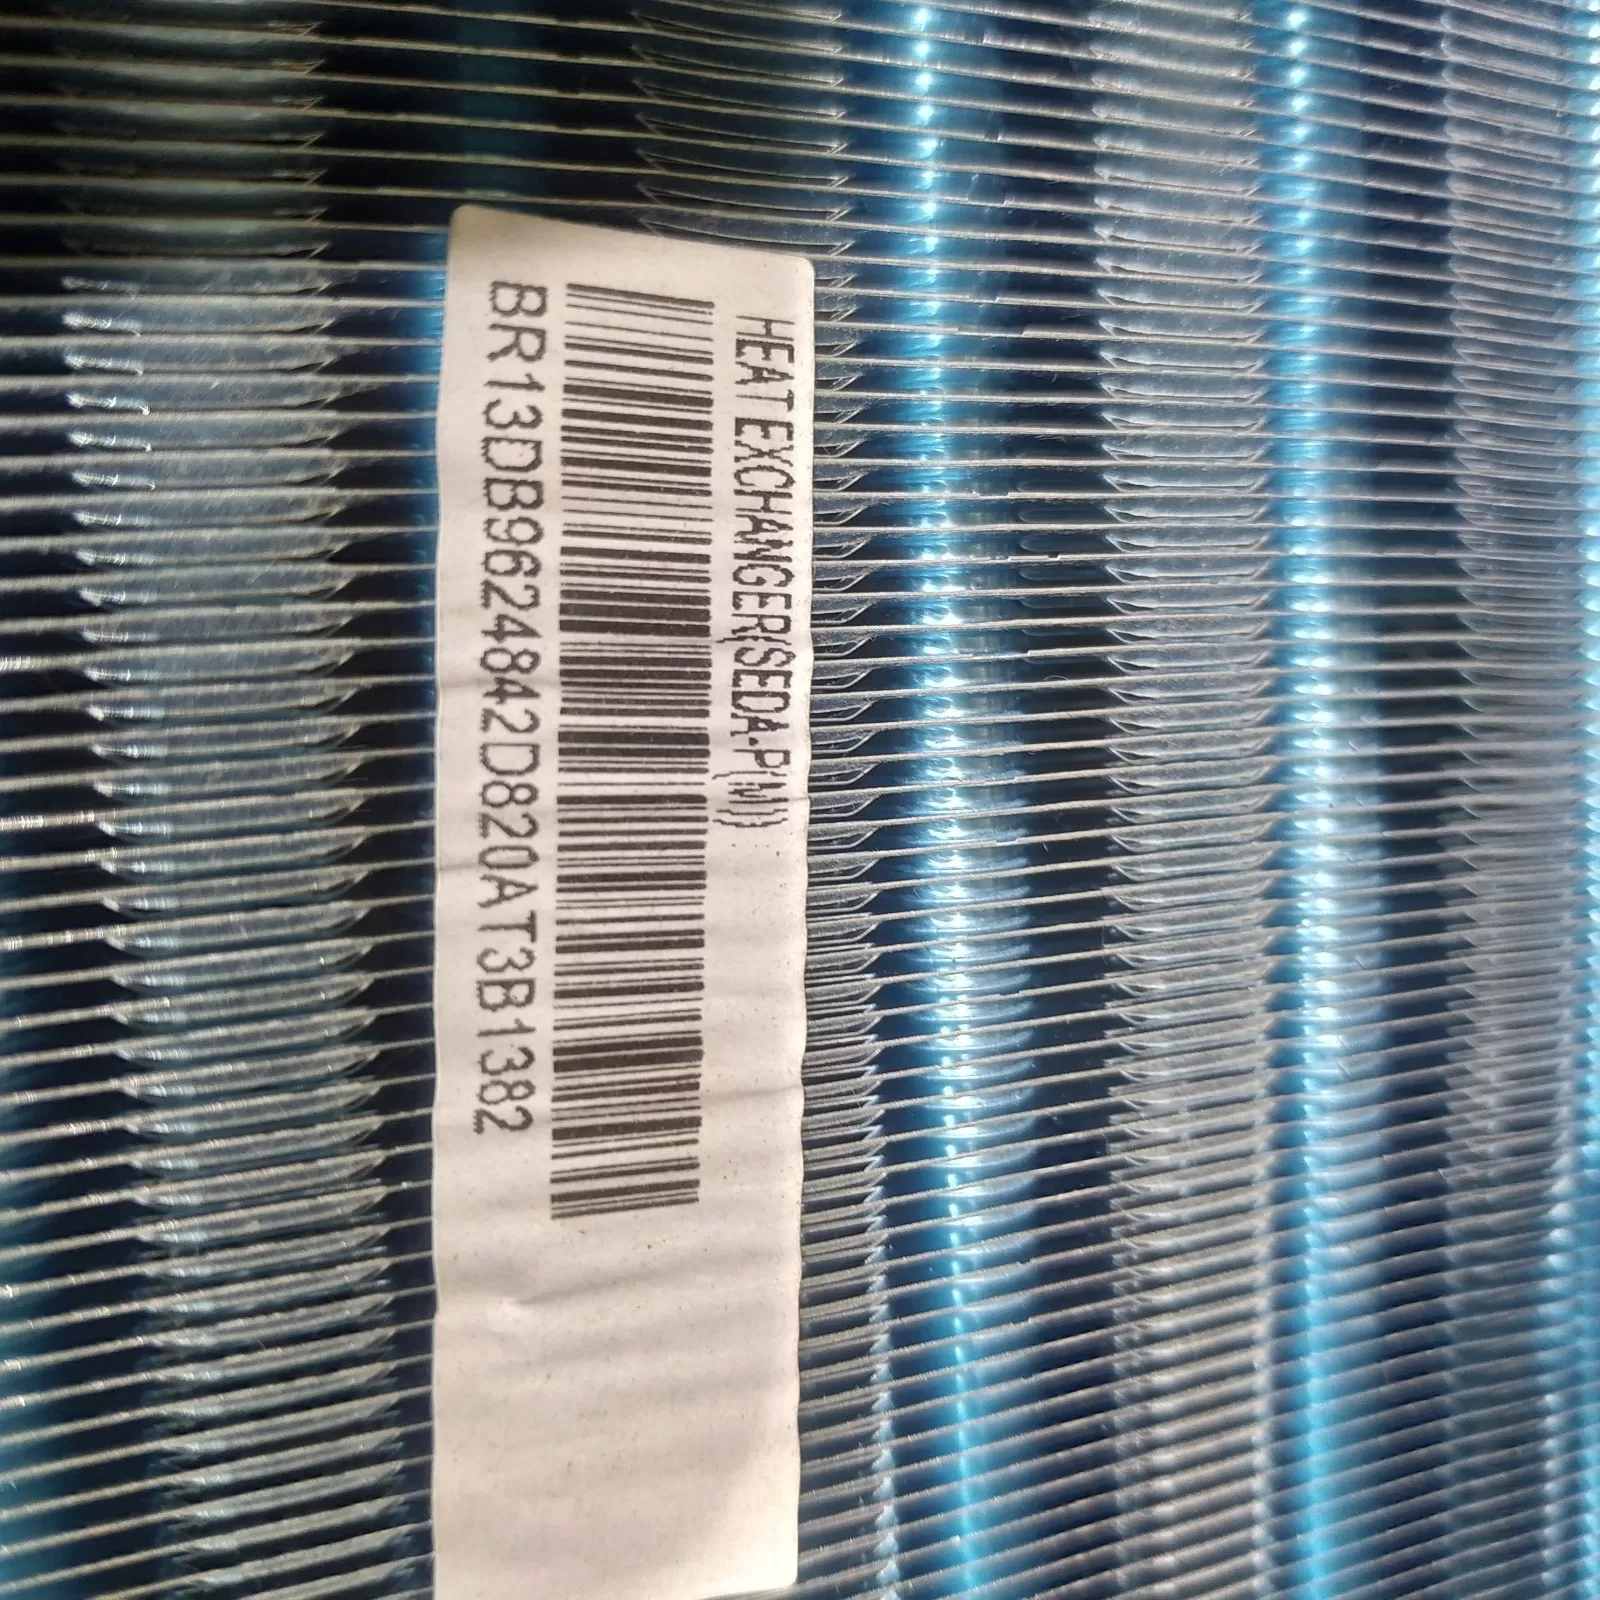 HEAT EXCHANGER(SEDA-P(M))
BR13DB9624842D820AT3B1382